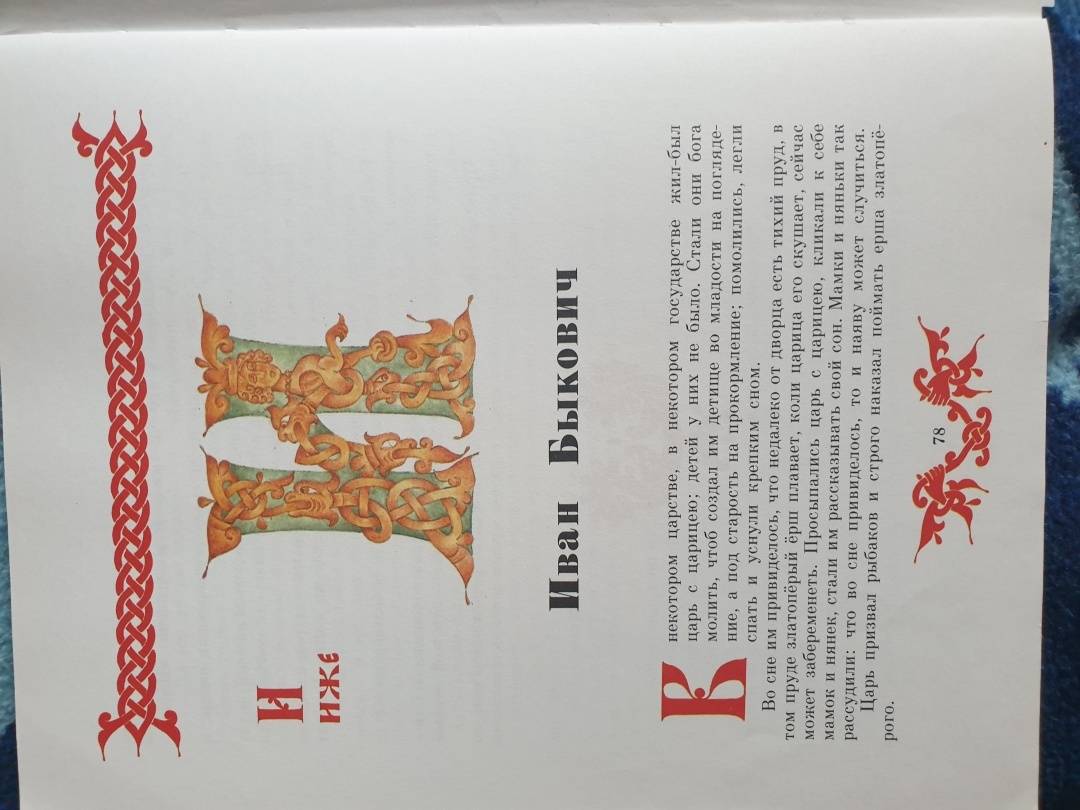 И
ИЖЕ
И
Иван Быкович
В некотором царстве, в некотором государстве жил-был
царь с царицею; детей у них не было. Стали они бога
молить, чтоб создал им детище во младости на погляде-
ние, а под старость на прокормление; помолились, легли
спать и уснули крепким сном.
Во сне им привиделось, что недалеко от дворца есть тихий пруд, в
том пруде златопёрый ёрш плавает, коли царица его скушает, сейчас
может забеременеть. Просыпались царь с царицею, кликали к себе
мамок и нянек, стали им рассказывать свой сон. Мамки и няньки так
рассудили: что во сне привиделось, то и наяву может случиться.
Царь призвал рыбаков и строго наказал поймать ерша златопё-
рого.
78